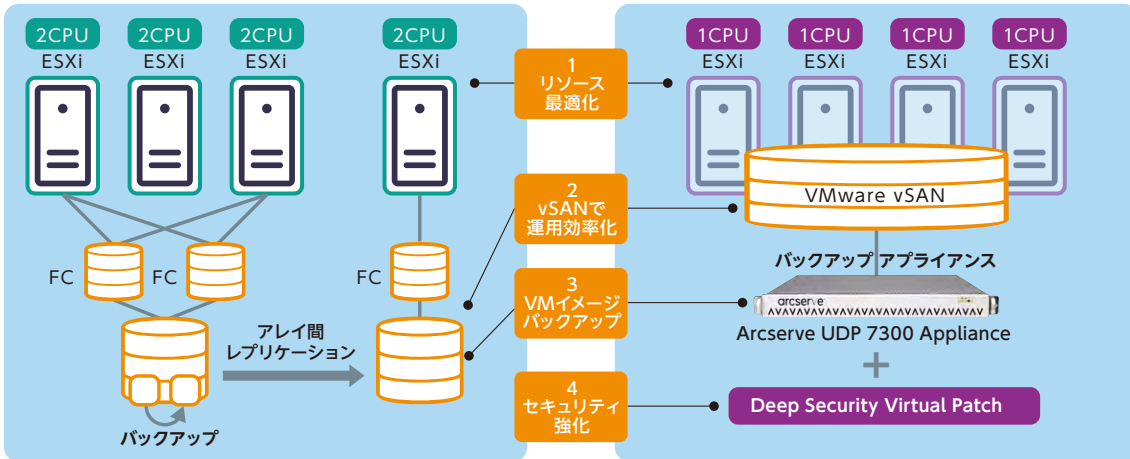 2CPU
ESXi
2CPU
ESXi
2CPU
ESXi
2CPU
ESXi
FC
FC
FC
アレイ間
レプリケーション
バックアップ
1
リソース
最適化
2
vSANで
運用効率化
3
VMイメージ
バックアップ
4
セキュリティ
強化
1CPU
ESXi
1CPU
ESXi
1CPU
ESXi
1CPU
ESXi
VMware vSAN
バックアップ アプライアンス
arcserve
Arcserve UDP 7300 Appliance
+
Deep Security Virtual Patch